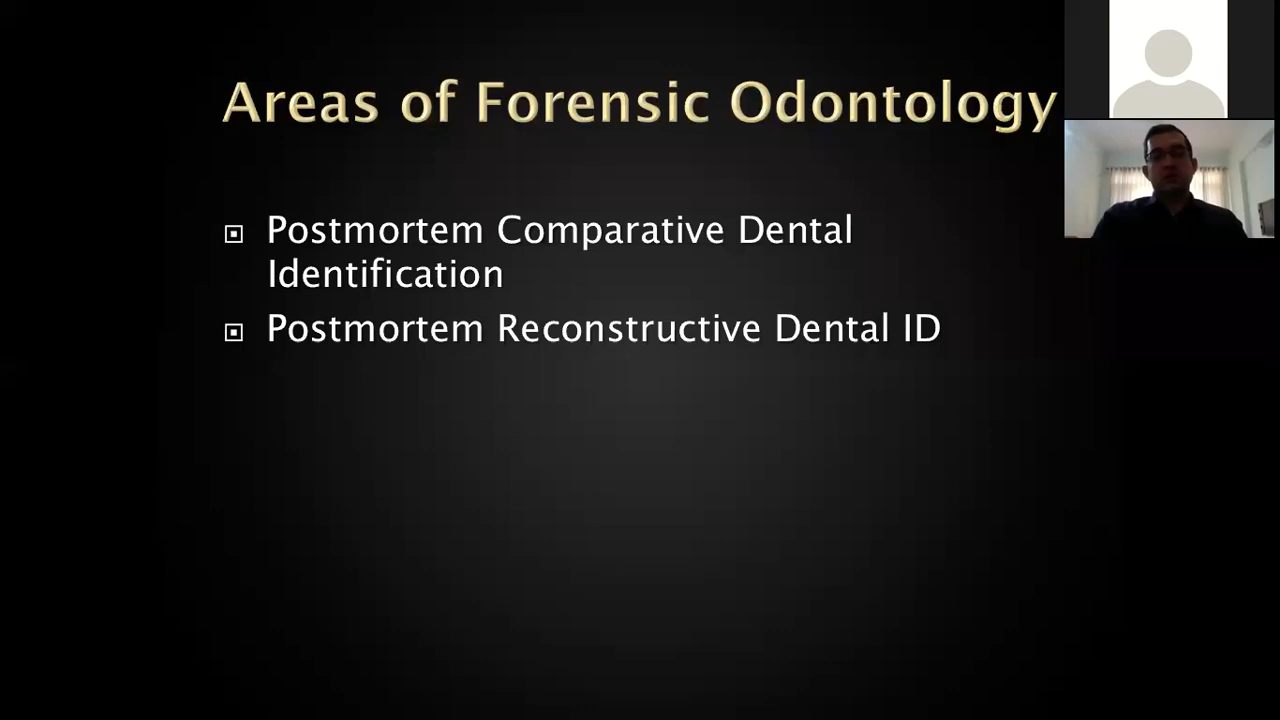 Areas of Forensic Odontology
Postmortem Comparative Dental
Identification
Postmortem Reconstructive Dental ID